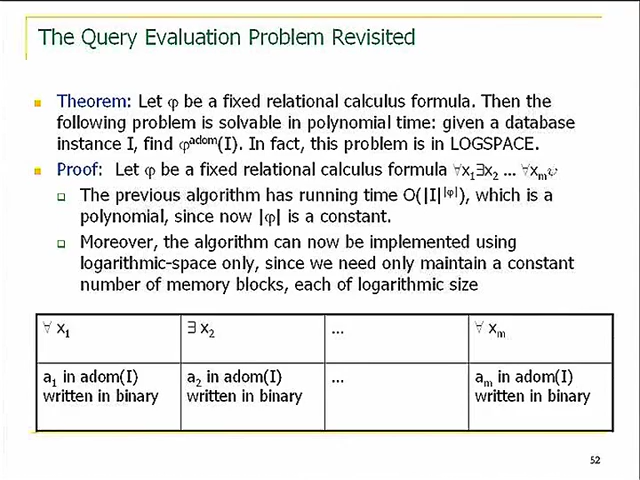 The Query Evaluation Problem Revisited
Theorem: Let φ be a fixed relational calculus formula. Then the
following problem is solvable in polynomial time: given a database
instance I, find φ^adom(I). In fact, this problem is in LOGSPACE.
Proof: Let φ be a fixed relational calculus formula ∀x₁∃x₂ ... ∀xₘψ
The previous algorithm has running time O(|I|^|φ|), which is a
polynomial, since now |φ| is a constant.
Moreover, the algorithm can now be implemented using
logarithmic-space only, since we need only maintain a constant
number of memory blocks, each of logarithmic size
∀ x₁ ∃ x₂ ... ∀ xₘ
a₁ in adom(I) a₂ in adom(I) ... aₘ in adom(I)
written in binary written in binary written in binary
52